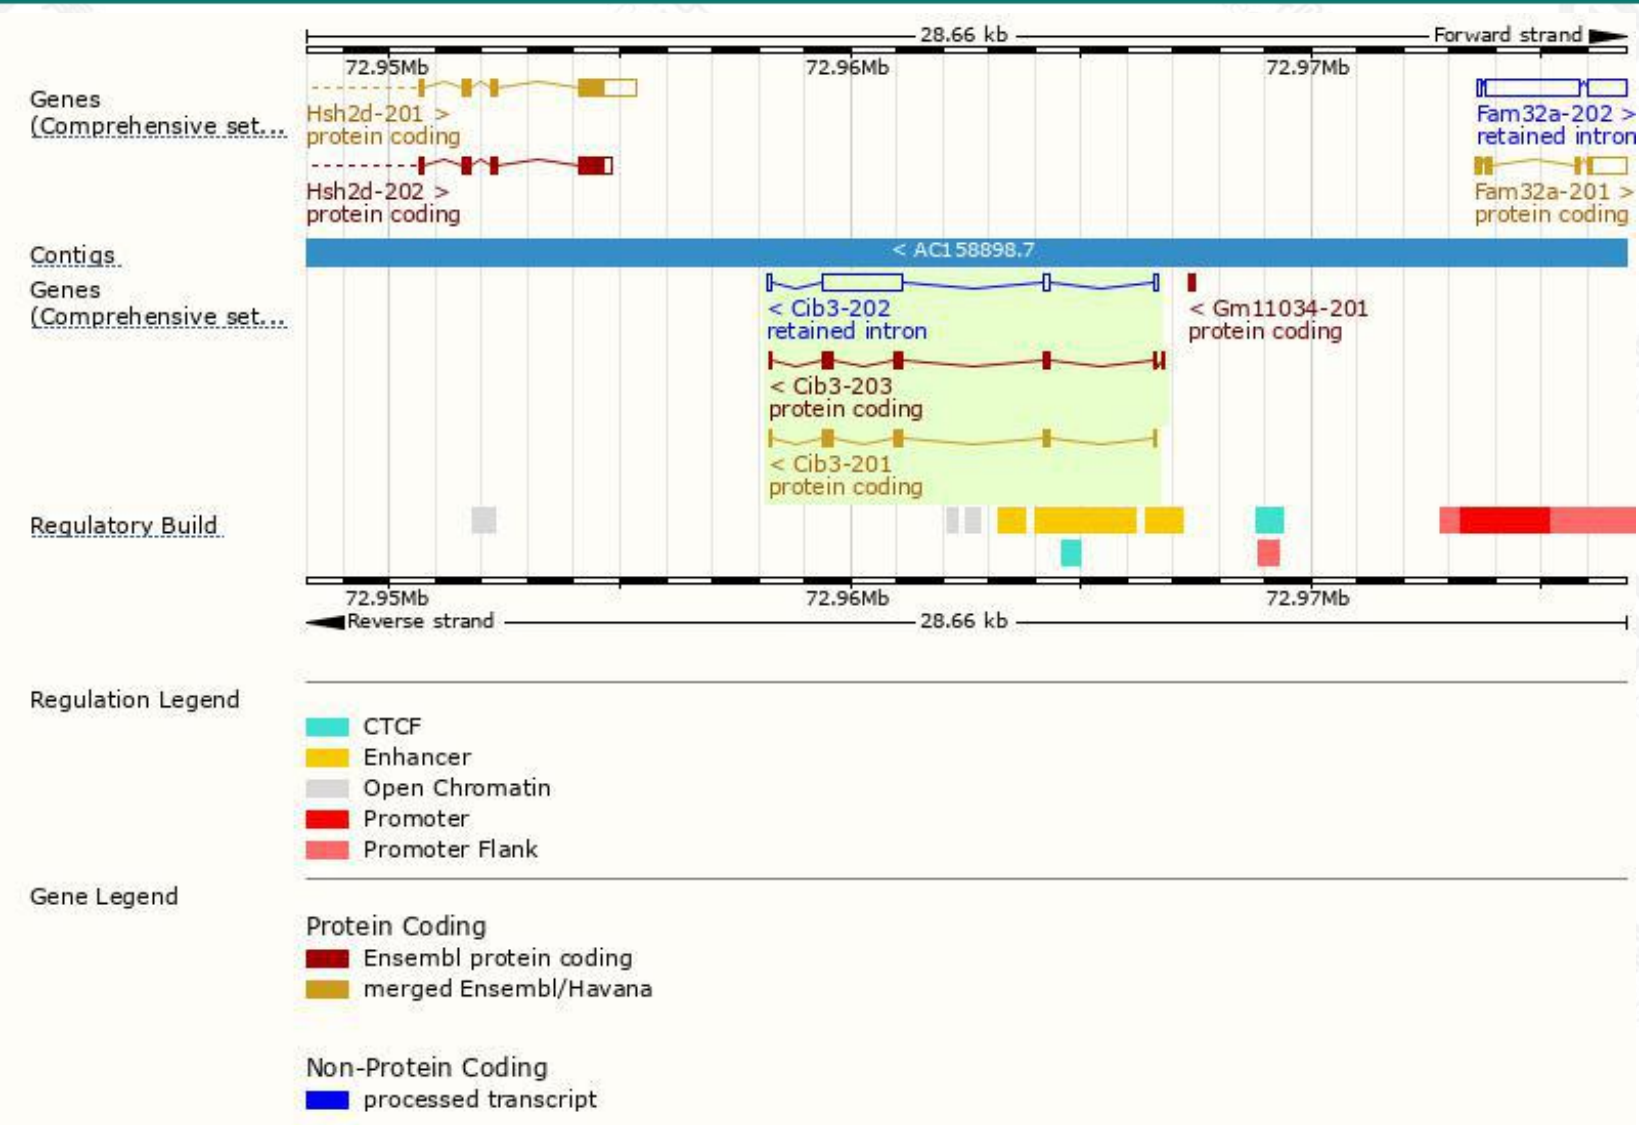 28.66 kb Forward strand
72.95Mb 72.96Mb 72.97Mb
Genes
(Comprehensive set...
Hsh2d-201 >
protein coding
Fam32a-202 >
retained intron
Hsh2d-202 >
protein coding
Fam32a-201 >
protein coding
Contigs
< AC158898.7
Genes
(Comprehensive set...
< Cib3-202
retained intron
< Gm11034-201
protein coding
< Cib3-203
protein coding
< Cib3-201
protein coding
Regulatory Build
72.95Mb 72.96Mb 72.97Mb
Reverse strand 28.66 kb
Regulation Legend
CTCF
Enhancer
Open Chromatin
Promoter
Promoter Flank
Gene Legend
Protein Coding
Ensembl protein coding
merged Ensembl/Havana
Non-Protein Coding
processed transcript